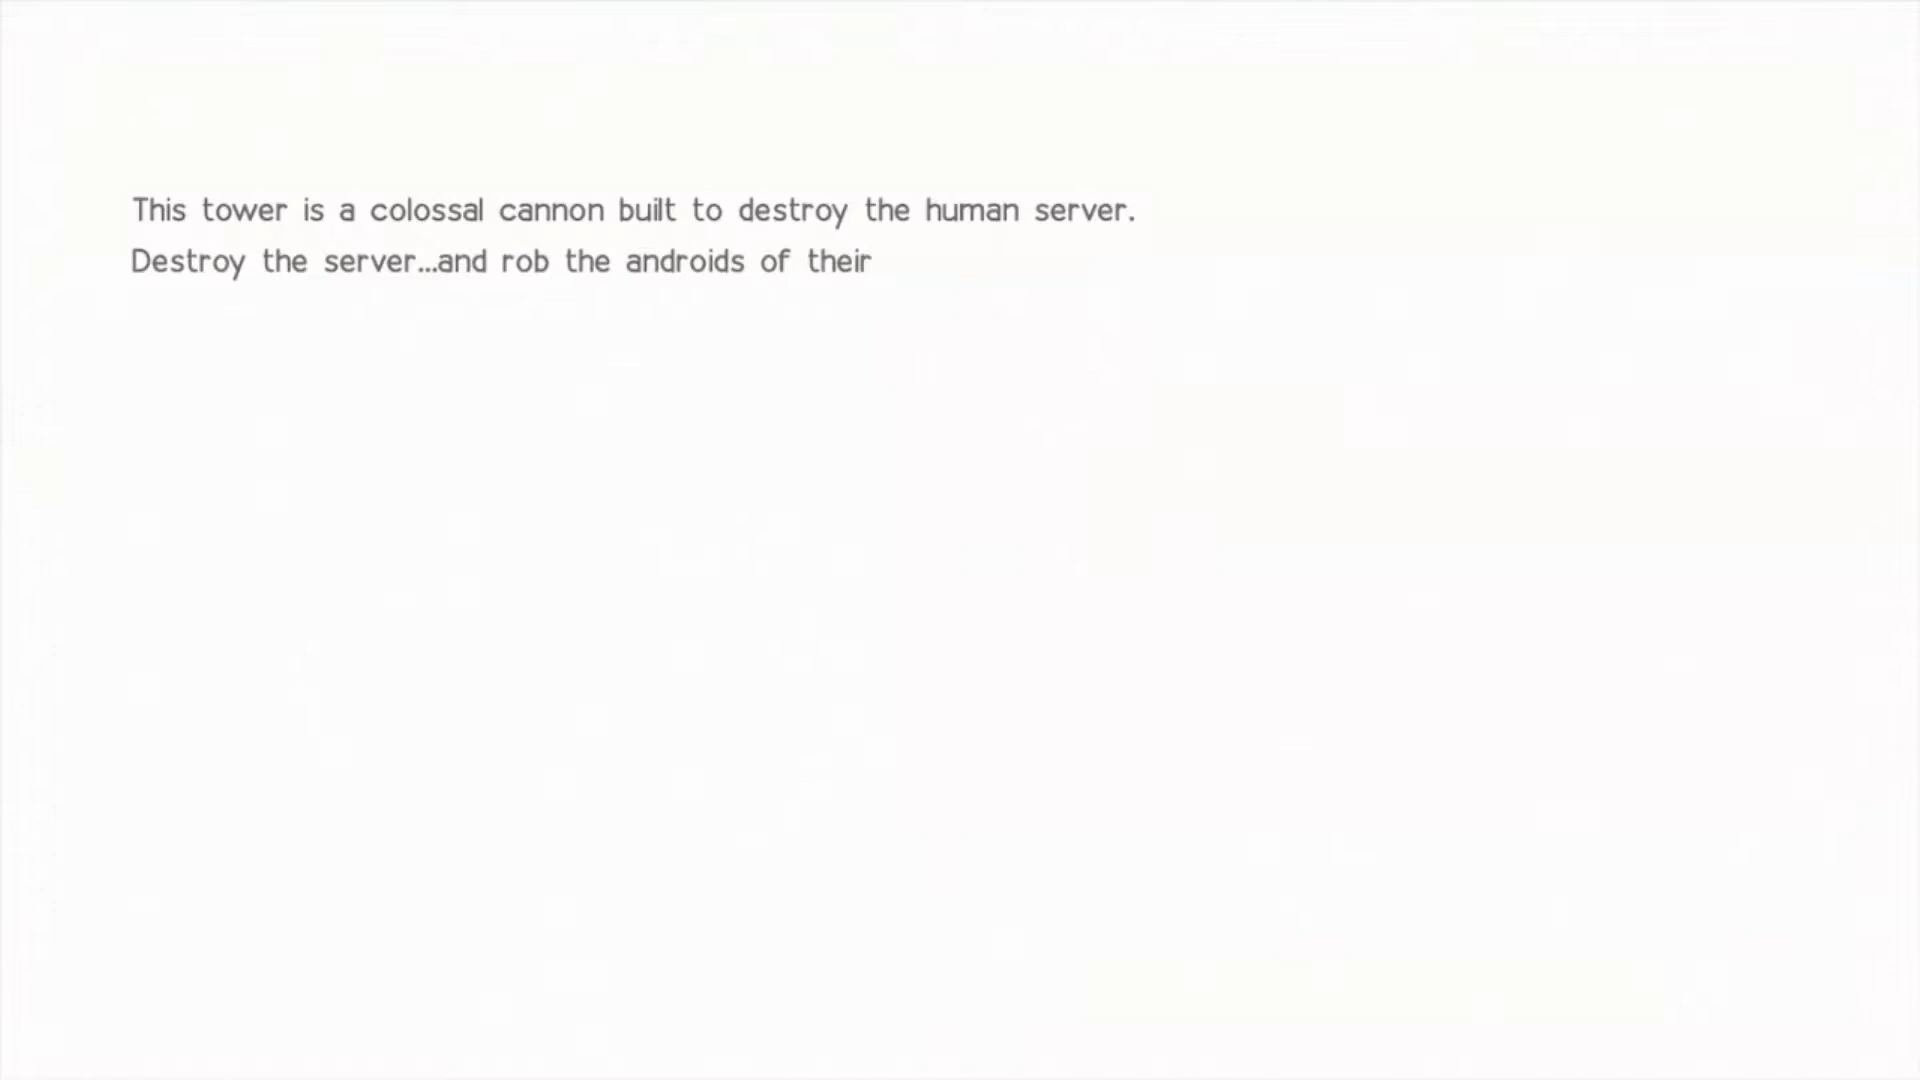 This tower is a colossal cannon built to destroy the human server.
Destroy the server...and rob the androids of their